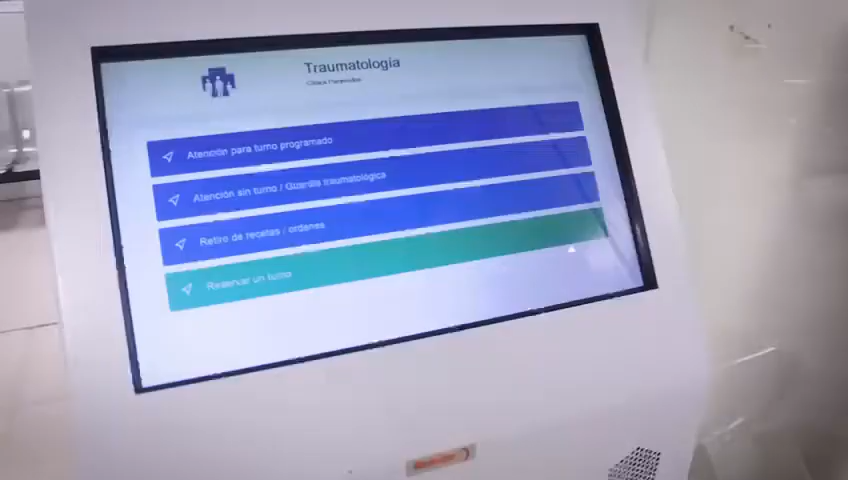 Traumatología
Atención para turno programado
Atención sin turno / Guardia traumatológica
Retiro de recetas / ordenes
Reservar un turno